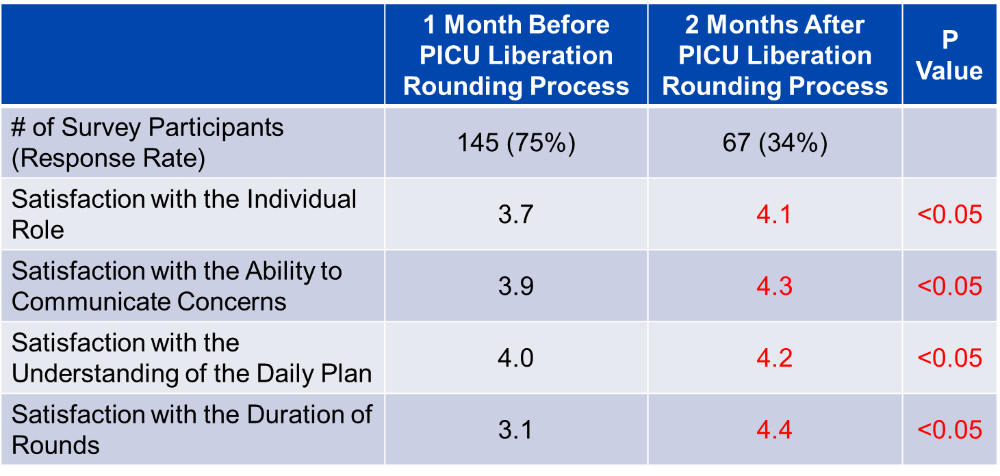 1 Month Before
PICU Liberation
Rounding Process
2 Months After
PICU Liberation
Rounding Process
P
Value
# of Survey Participants
(Response Rate)
145 (75%)
67 (34%)
Satisfaction with the Individual
Role
3.7
4.1
<0.05
Satisfaction with the Ability to
Communicate Concerns
3.9
4.3
<0.05
Satisfaction with the
Understanding of the Daily Plan
4.0
4.2
<0.05
Satisfaction with the Duration of
Rounds
3.1
4.4
<0.05